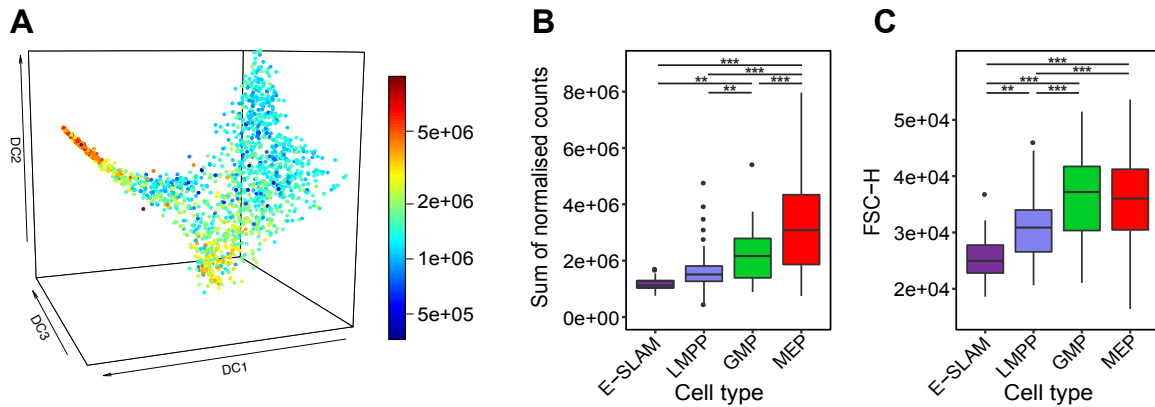 A
DC2
DC3
DC1
5e+06
2e+06
1e+06
5e+05
B
Sum of normalised counts
8e+06
6e+06
4e+06
2e+06
0e+00
***
***
** ***
**
E-SLAM
LMPP
GMP
MEP
Cell type
C
FSC-H
5e+04
4e+04
3e+04
2e+04
***
***
***
** ***
E-SLAM
LMPP
GMP
MEP
Cell type